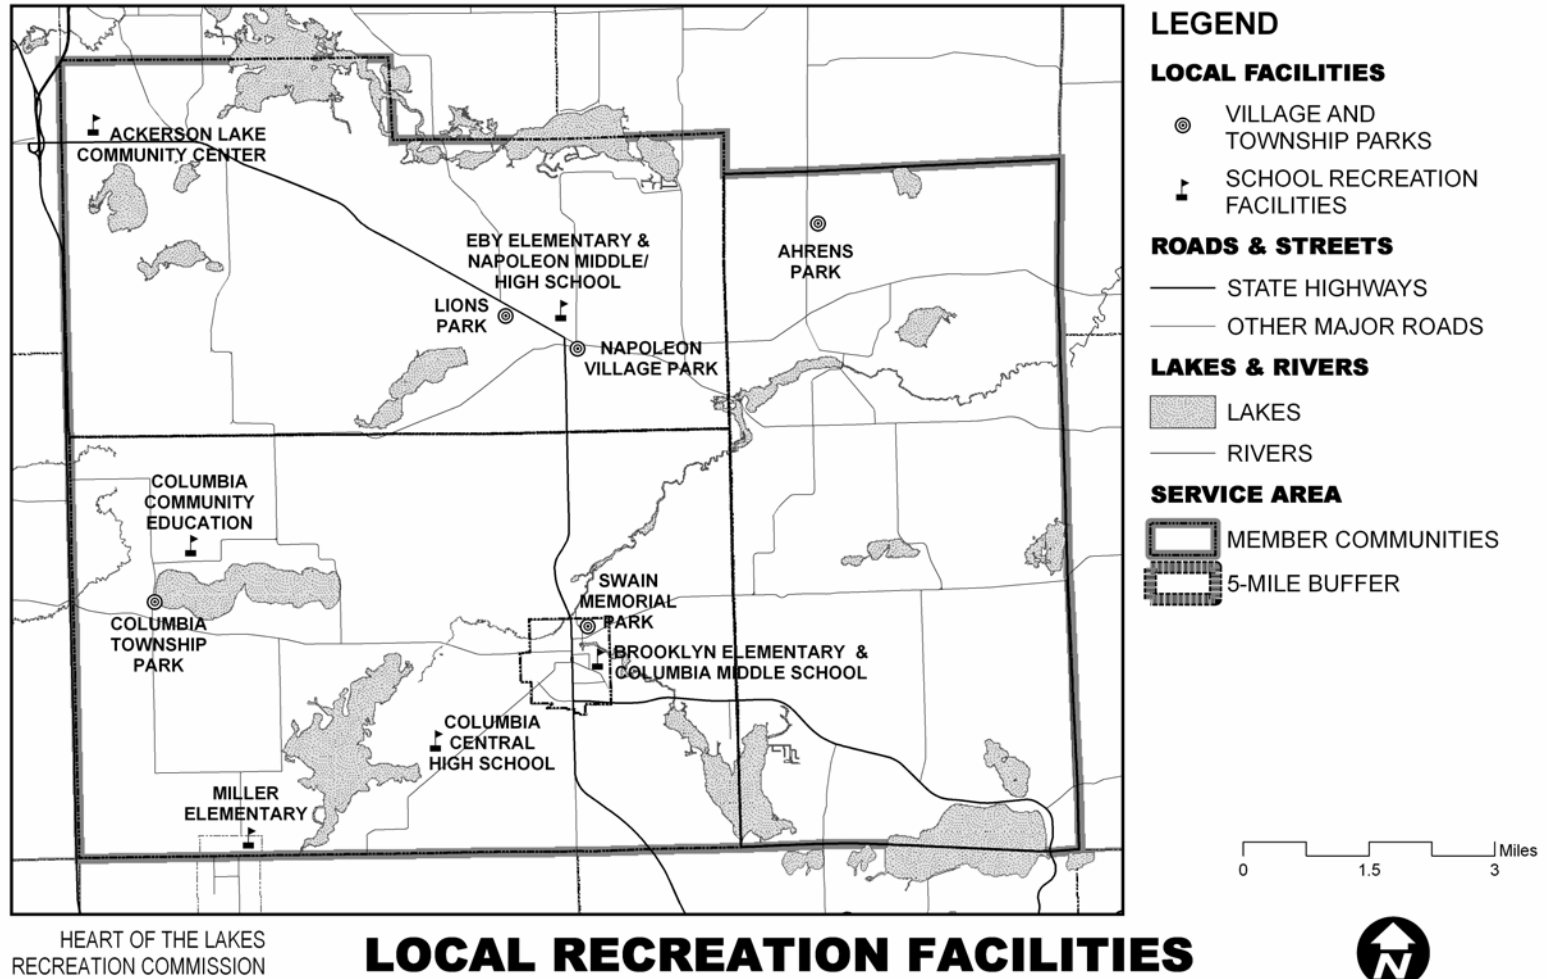 ACKERSON LAKE
COMMUNITY CENTER
EBY ELEMENTARY &
NAPOLEON MIDDLE/
HIGH SCHOOL
LIONS
PARK
NAPOLEON
VILLAGE PARK
AHRENS
PARK
COLUMBIA
COMMUNITY
EDUCATION
COLUMBIA
TOWNSHIP
PARK
SWAIN
MEMORIAL
PARK
BROOKLYN ELEMENTARY &
COLUMBIA MIDDLE SCHOOL
COLUMBIA
CENTRAL
HIGH SCHOOL
MILLER
ELEMENTARY
LEGEND
LOCAL FACILITIES
VILLAGE AND
TOWNSHIP PARKS
SCHOOL RECREATION
FACILITIES
ROADS & STREETS
STATE HIGHWAYS
OTHER MAJOR ROADS
LAKES & RIVERS
LAKES
RIVERS
SERVICE AREA
MEMBER COMMUNITIES
5-MILE BUFFER
Miles
0 1.5 3
HEART OF THE LAKES
RECREATION COMMISSION
LOCAL RECREATION FACILITIES
N